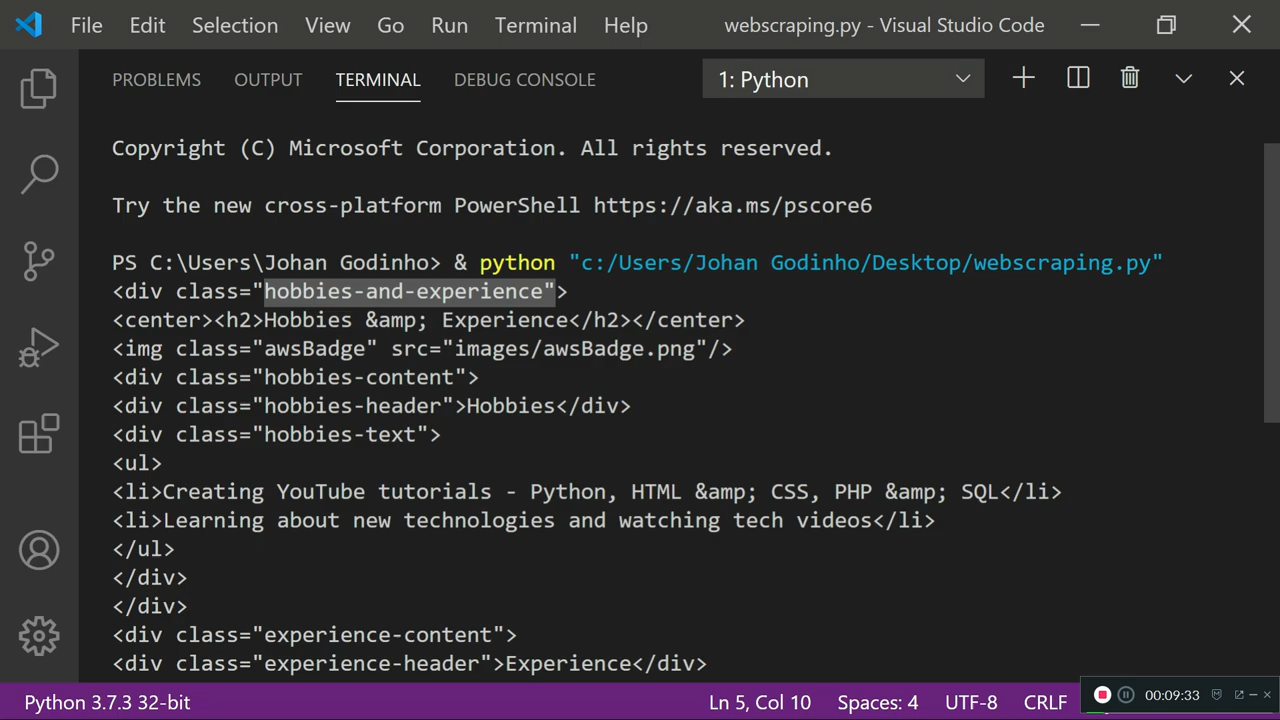 File Edit Selection View Go Run Terminal Help webscraping.py - Visual Studio Code
PROBLEMS OUTPUT TERMINAL DEBUG CONSOLE 1: Python
Copyright (C) Microsoft Corporation. All rights reserved.
Try the new cross-platform PowerShell https://aka.ms/pscore6
PS C:\Users\Johan Godinho> & python "c:/Users/Johan Godinho/Desktop/webscraping.py"
<div class="hobbies-and-experience">
<center><h2>Hobbies &amp; Experience</h2></center>
<img class="awsBadge" src="images/awsBadge.png"/>
<div class="hobbies-content">
<div class="hobbies-header">Hobbies</div>
<div class="hobbies-text">
<ul>
<li>Creating YouTube tutorials - Python, HTML &amp; CSS, PHP &amp; SQL</li>
<li>Learning about new technologies and watching tech videos</li>
</ul>
</div>
</div>
<div class="experience-content">
<div class="experience-header">Experience</div>
Python 3.7.3 32-bit Ln 5, Col 10 Spaces: 4 UTF-8 CRLF 00:09:33